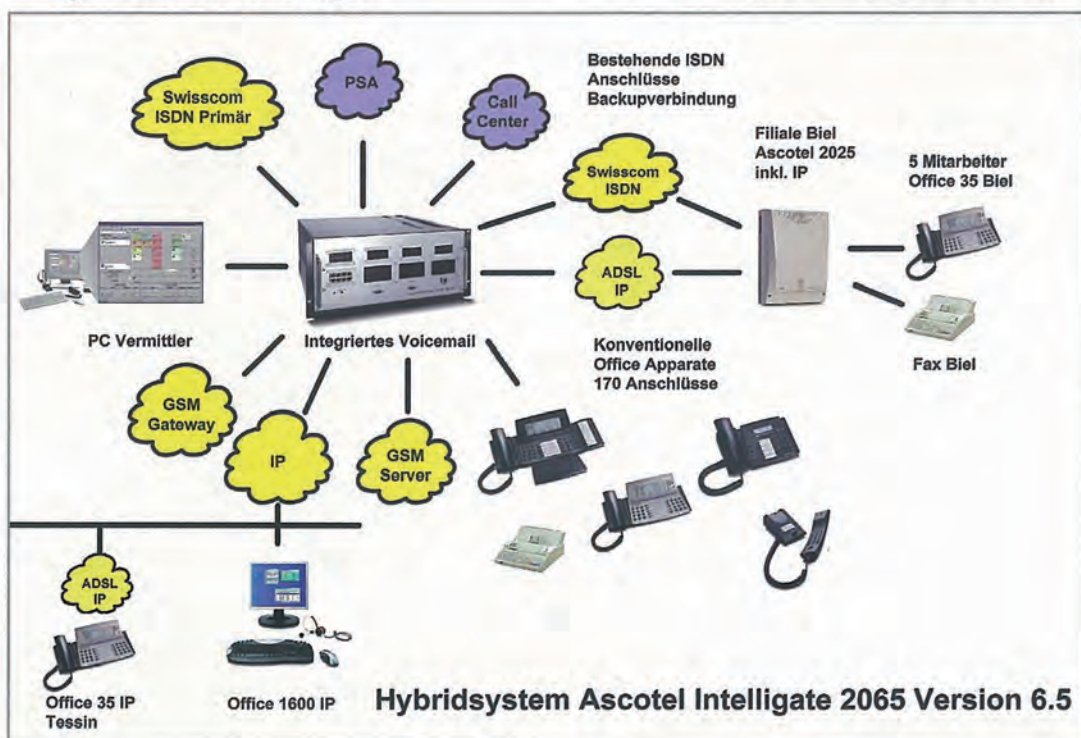 Swisscom
ISDN Primär
PSA
Call
Center
Bestehende ISDN
Anschlüsse
Backupverbindung
Swisscom
ISDN
Filiale Biel
Ascotel 2025
inkl. IP
5 Mitarbeiter
Office 35 Biel
ADSL
IP
PC Vermittler
Integriertes Voicemail
Konventionelle
Office Apparate
170 Anschlüsse
Fax Biel
GSM
Gateway
IP
GSM
Server
ADSL
IP
Office 35 IP
Tessin
Office 1600 IP
Hybridsystem Ascotel Intelligate 2065 Version 6.5